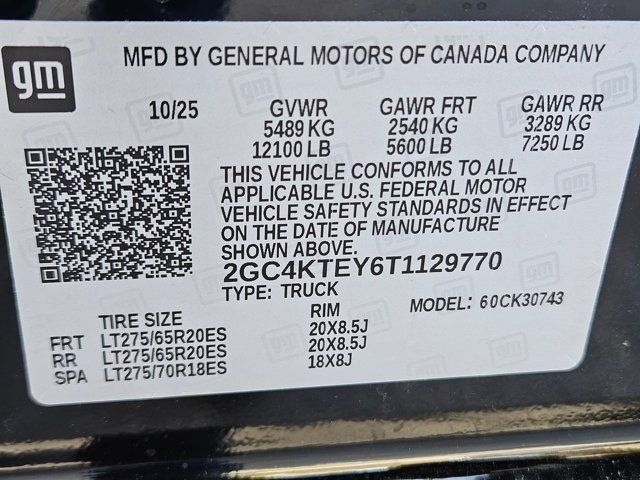 gm
MFD BY GENERAL MOTORS OF CANADA COMPANY
10/25 GVWR GAWR FRT GAWR RR
5489 KG 2540 KG 3289 KG
12100 LB 5600 LB 7250 LB
THIS VEHICLE CONFORMS TO ALL
APPLICABLE U.S. FEDERAL MOTOR
VEHICLE SAFETY STANDARDS IN EFFECT
ON THE DATE OF MANUFACTURE
SHOWN ABOVE.
2GC4KTEY6T1129770
TYPE: TRUCK MODEL: 60CK30743
TIRE SIZE RIM
FRT LT275/65R20ES 20X8.5J
RR LT275/65R20ES 20X8.5J
SPA LT275/70R18ES 18X8J